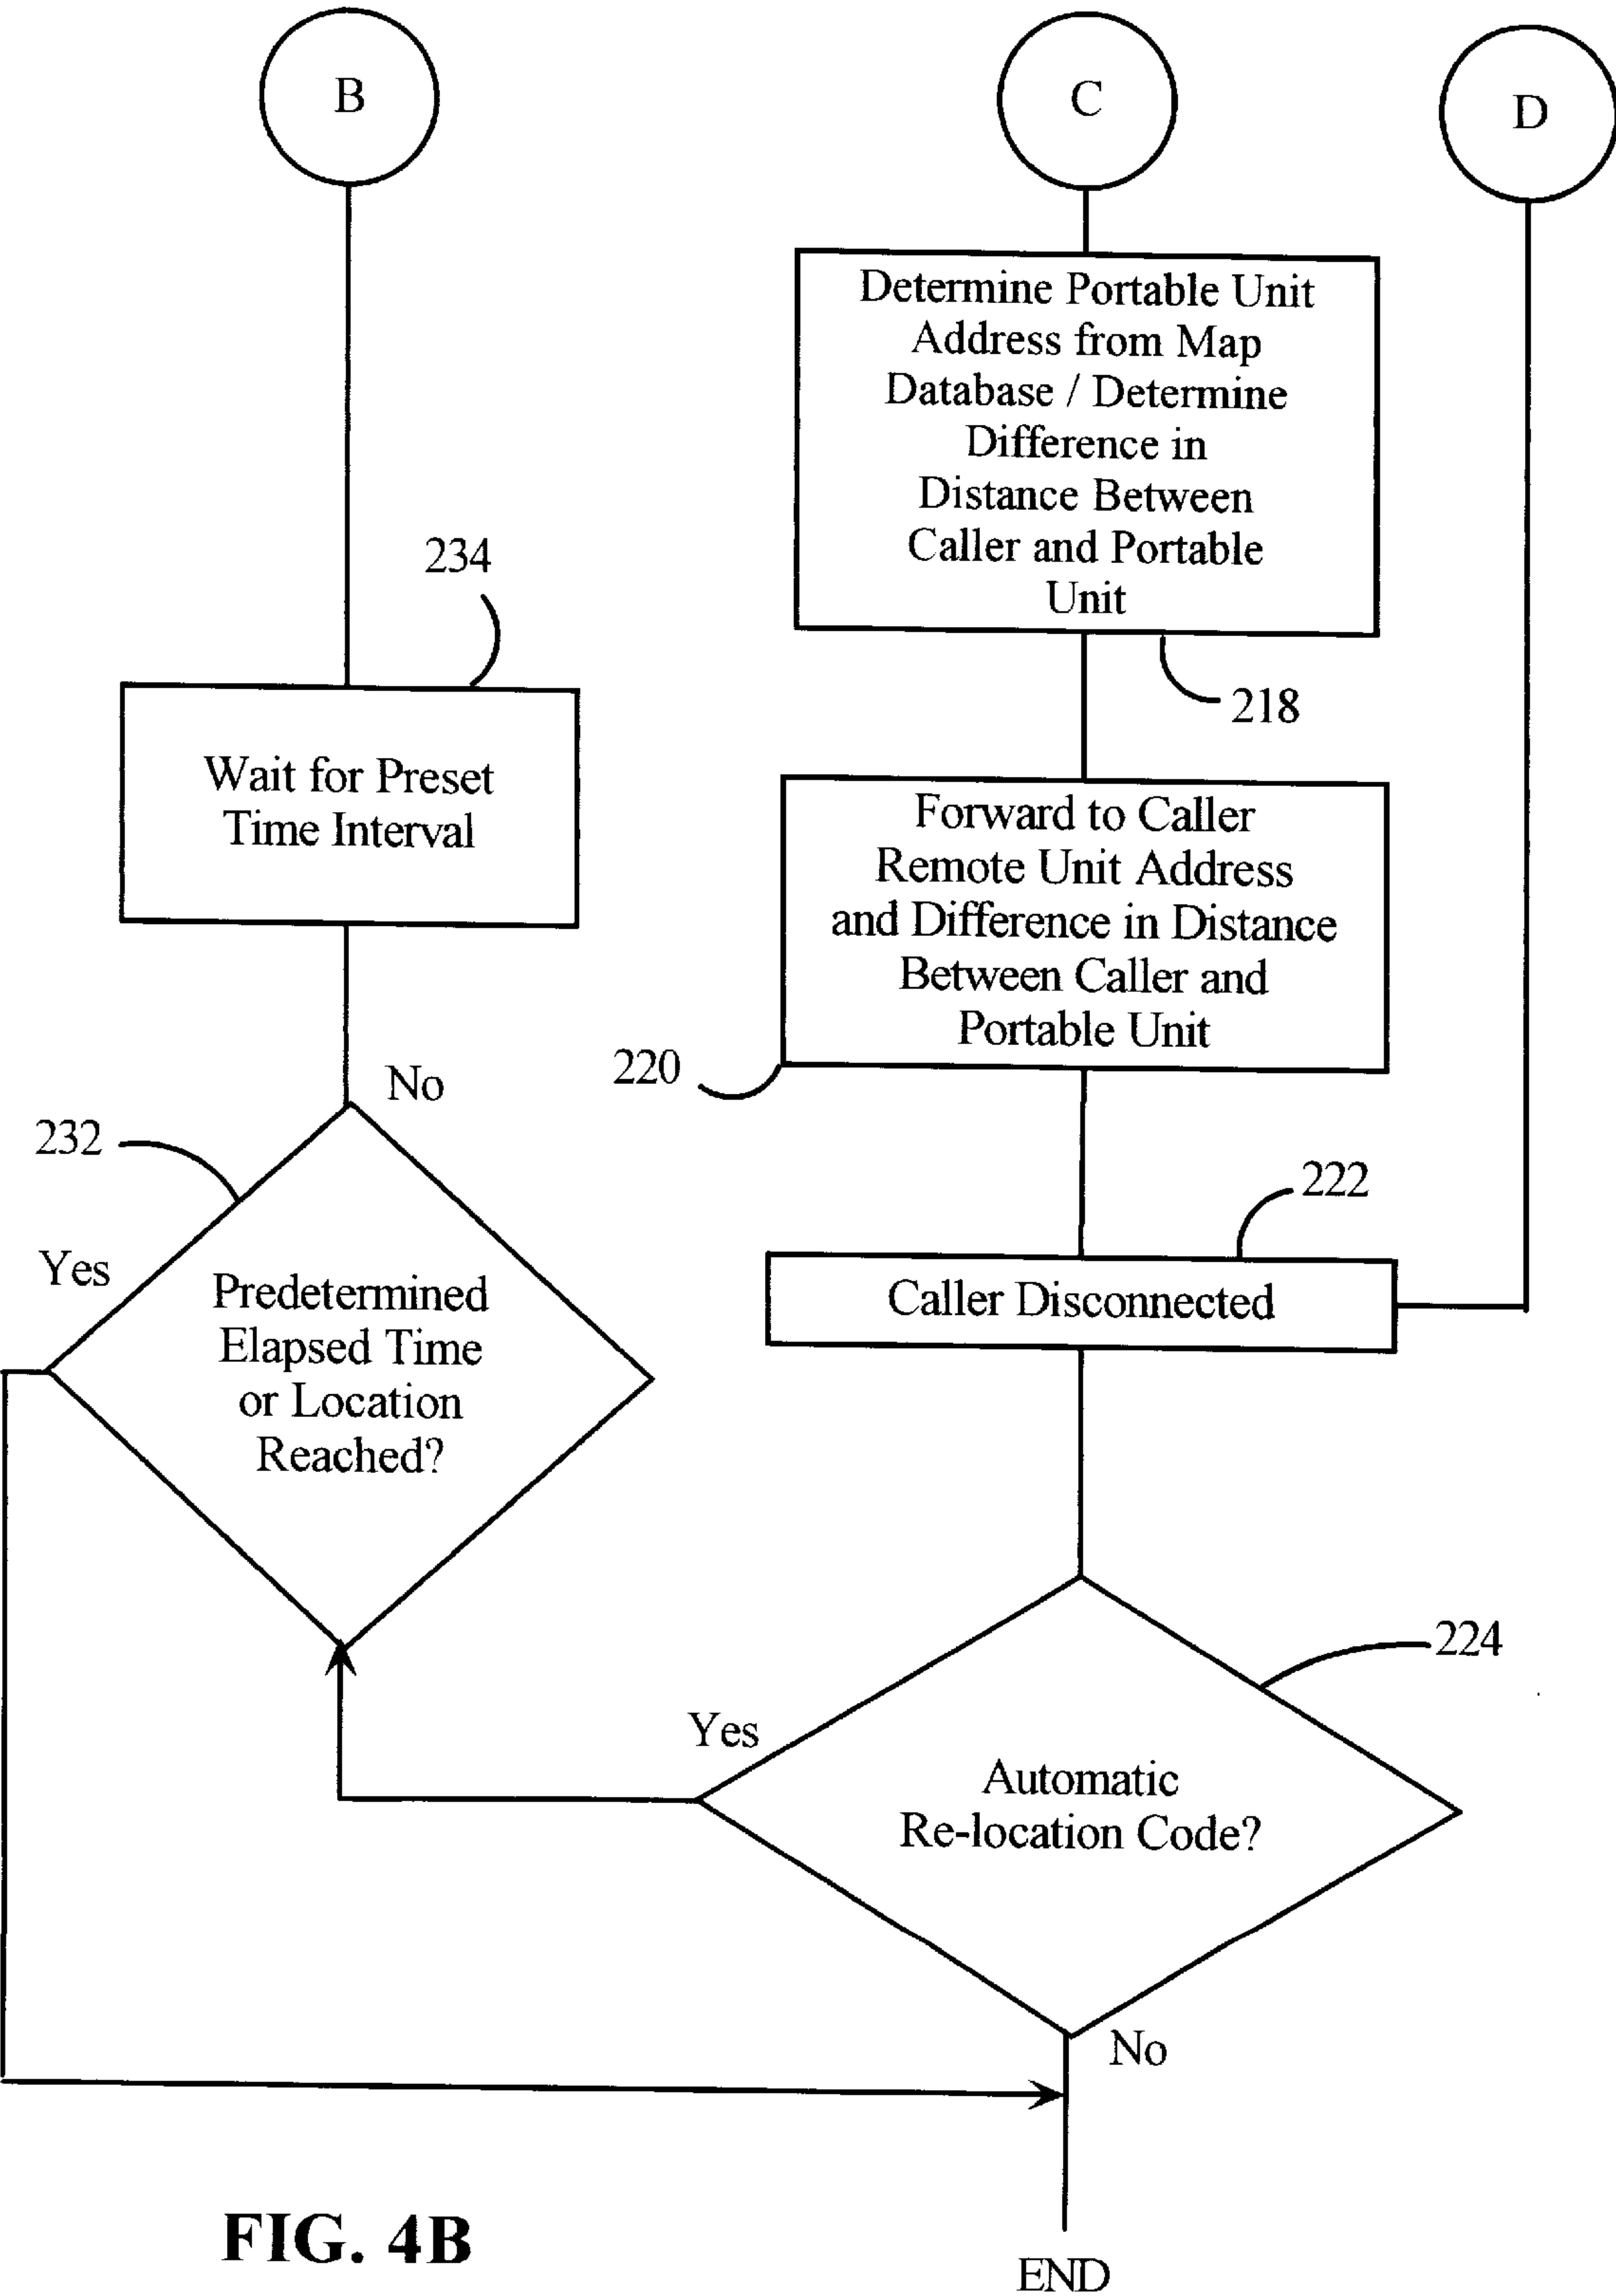 B
C
D
Determine Portable Unit
Address from Map
Database / Determine
Difference in
Distance Between
Caller and Portable
Unit
234
218
Wait for Preset
Time Interval
Forward to Caller
Remote Unit Address
and Difference in Distance
Between Caller and
Portable Unit
220
No
232
222
Yes
Predetermined
Elapsed Time
or Location
Reached?
Caller Disconnected
224
Yes
Automatic
Re-location Code?
No
FIG. 4B
END